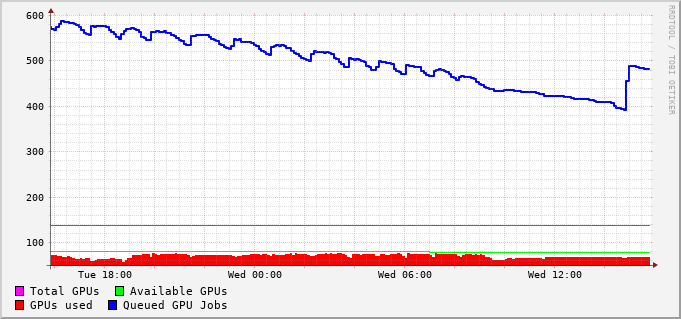 600
500
400
300
200
100
Tue 18:00 Wed 00:00 Wed 06:00 Wed 12:00
Total GPUs Available GPUs
GPUs used Queued GPU Jobs
RRDTOOL / TOBI OETIKER